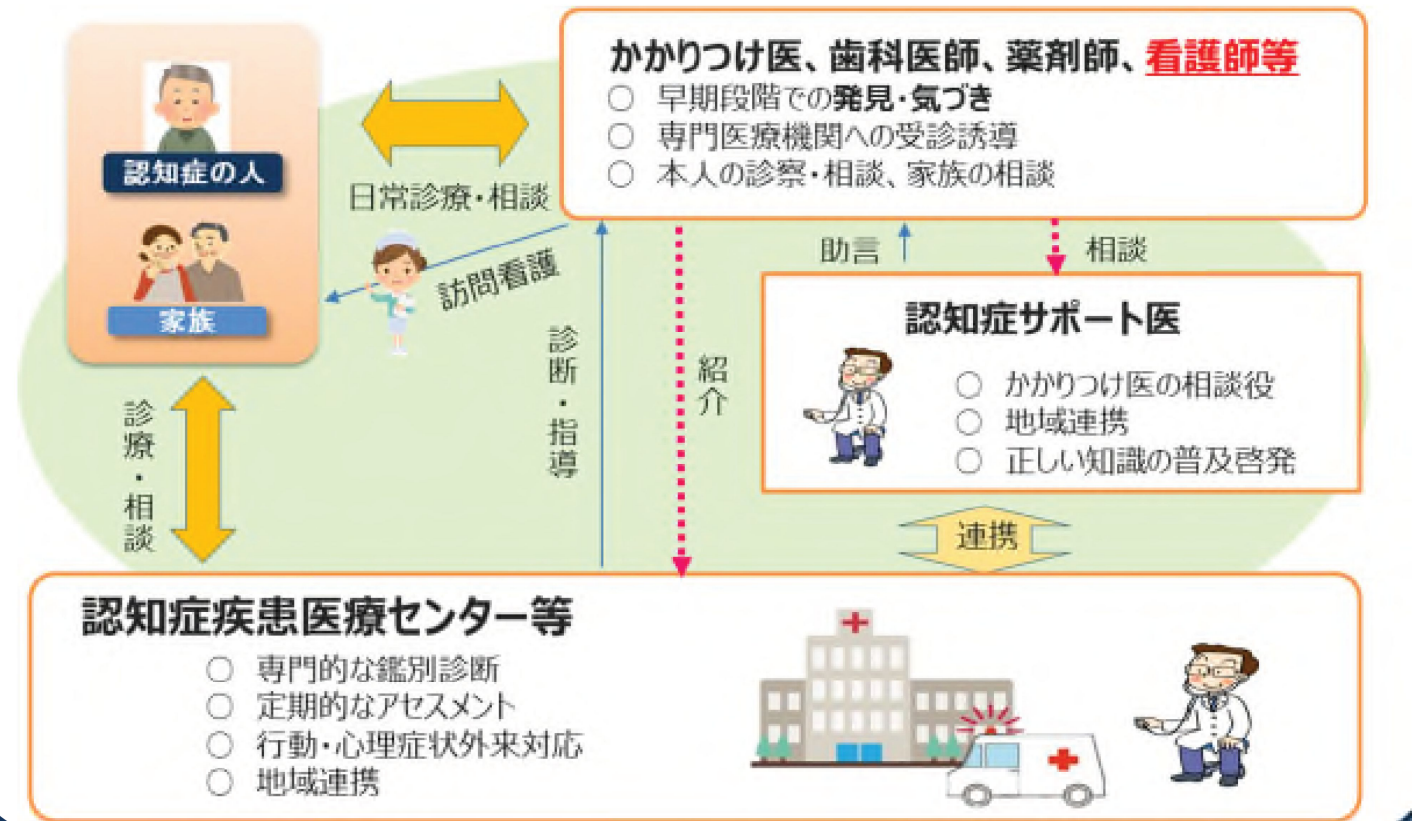 認知症の人
家族
かかりつけ医、歯科医師、薬剤師、看護師等
○ 早期段階での発見・気づき
○ 専門医療機関への受診誘導
○ 本人の診察・相談、家族の相談
日常診療・相談
訪問看護
助言
相談
認知症サポート医
○ かかりつけ医の相談役
○ 地域連携
○ 正しい知識の普及啓発
診断・指導
紹介
診療・相談
連携
認知症疾患医療センター等
○ 専門的な鑑別診断
○ 定期的なアセスメント
○ 行動・心理症状外来対応
○ 地域連携